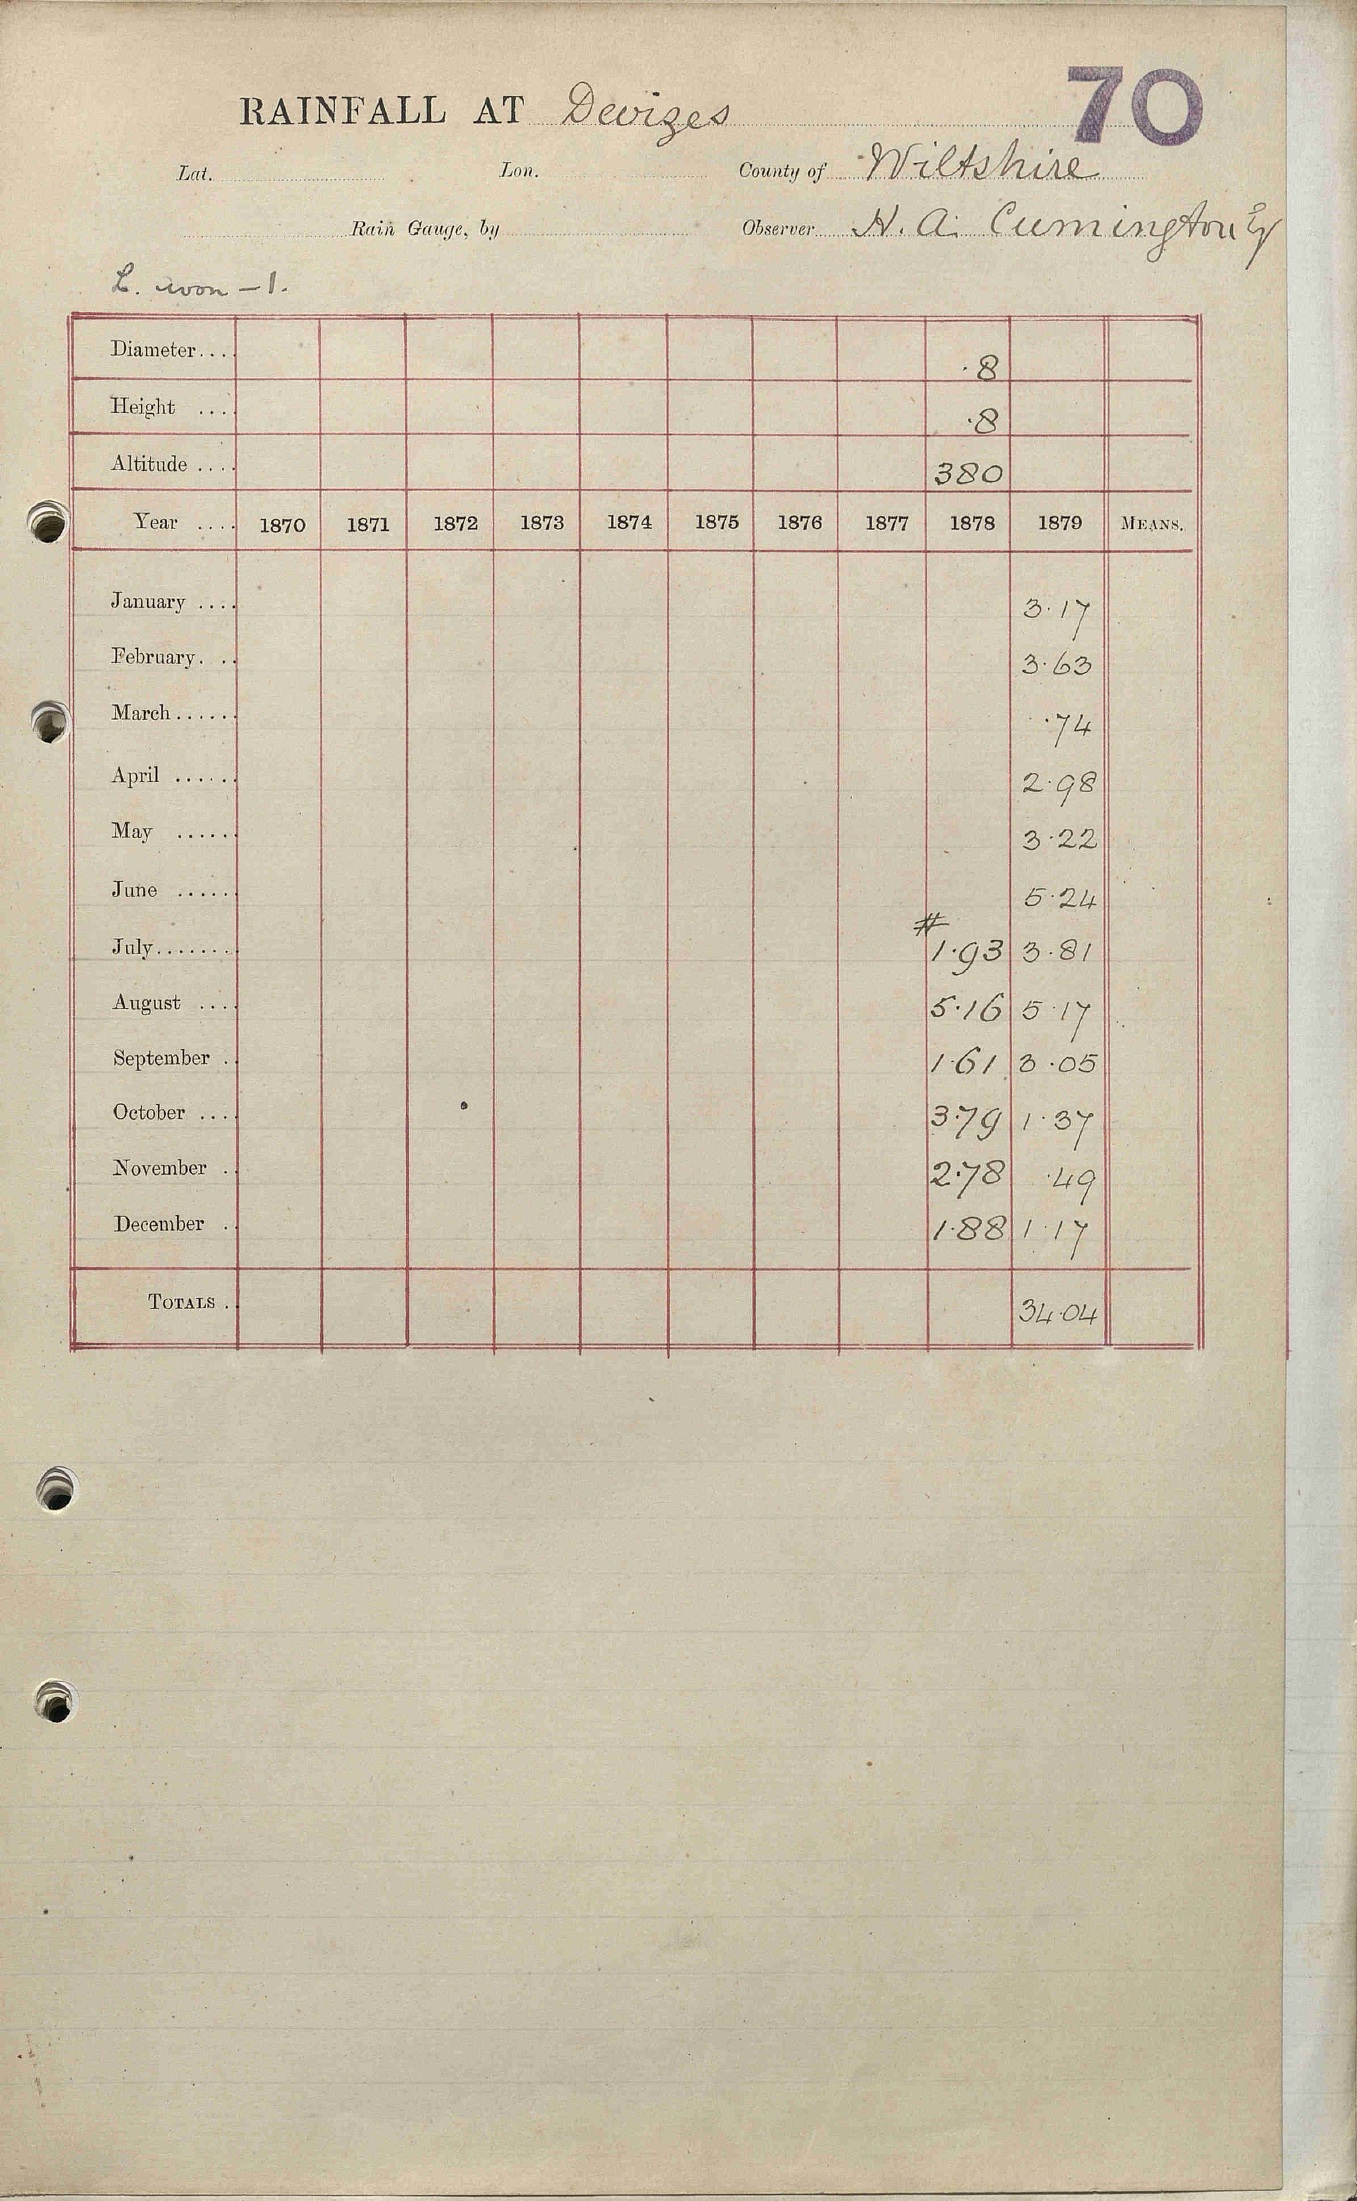 70
RAINFALL AT Devizes
Lat. Lon. County of Wiltshire
Rain Gauge, by Observer H. A. Cumington Esq
L. Avon – 1.
Diameter.... ·8
Height .... ·8
Altitude .... 380
Year .... 1870 1871 1872 1873 1874 1875 1876 1877 1878 1879 MEANS.
January .... 3·17
February. .. 3·63
March...... ·74
April ...... 2·98
May ...... 3·22
June ...... 5·24
#
July........ 1·93 3·81
August .... 5·16 5·17
September . 1·61 3·05
October .... 3·79 1·37
November . 2·78 ·49
December . 1·88 1·17
TOTALS . 34·04